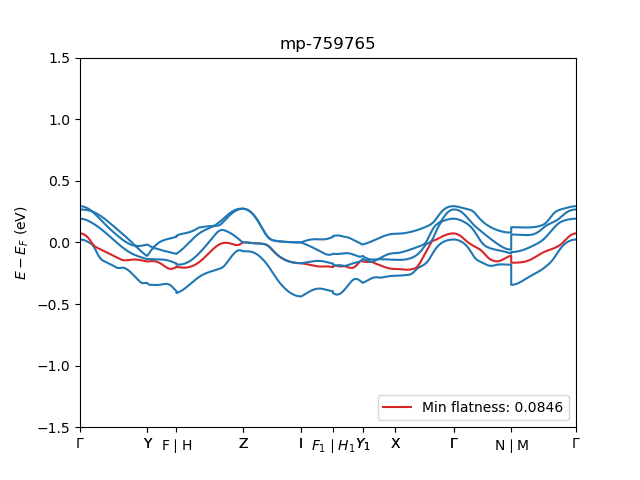 mp-759765
E − E_F (eV)
1.5
1.0
0.5
0.0
−0.5
−1.0
−1.5
Min flatness: 0.0846
Γ Y F | H Z I F₁ | H₁ Y₁ X Γ N | M Γ